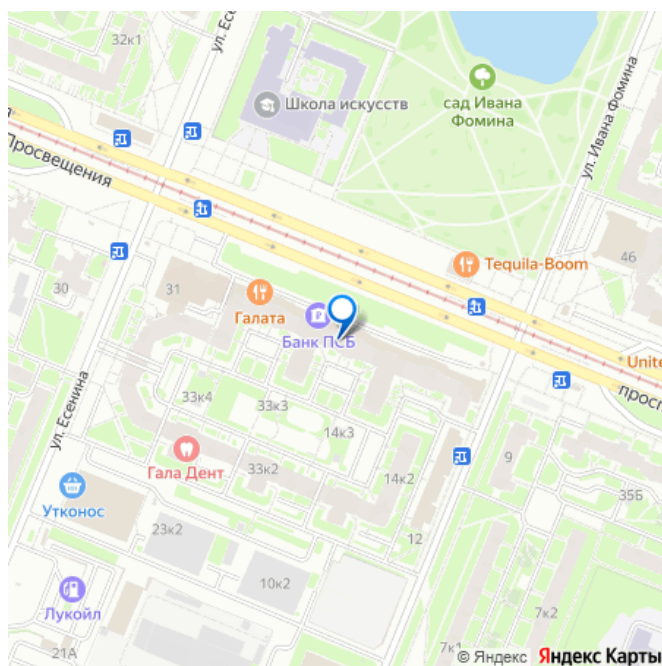 32к1
ул. Есенина
Школа искусств
сад Ивана
Фомина
ул. Ивана Фомина
Просвещения
Tequila-Boom
46
30
31
Галата
Банк ПСБ
Unite
просп
ул. Есенина
33к4
33к3
14к3
Гала Дент
33к2
14к2
9
35Б
Утконос
23к2
12
10к2
Лукойл
7к2
21А
7к1
© Яндекс Яндекс Карты